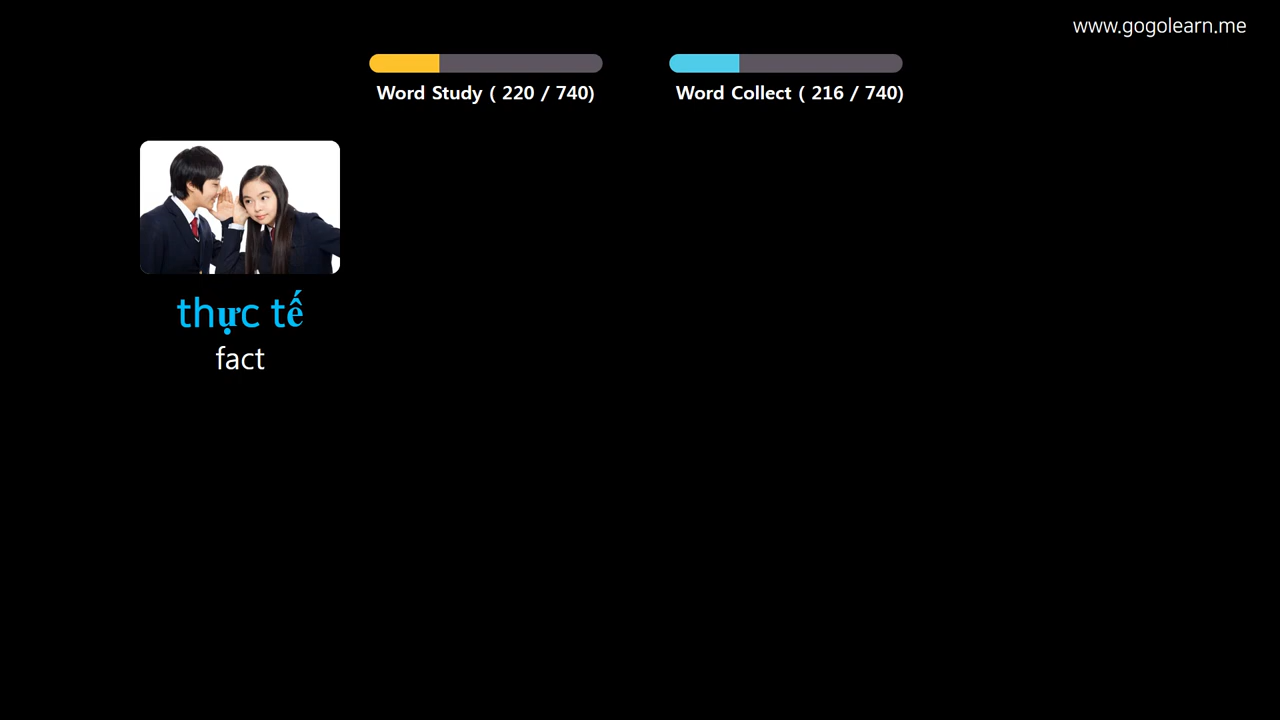 www.gogolearn.me
Word Study ( 220 / 740)
Word Collect ( 216 / 740)
thực tế
fact